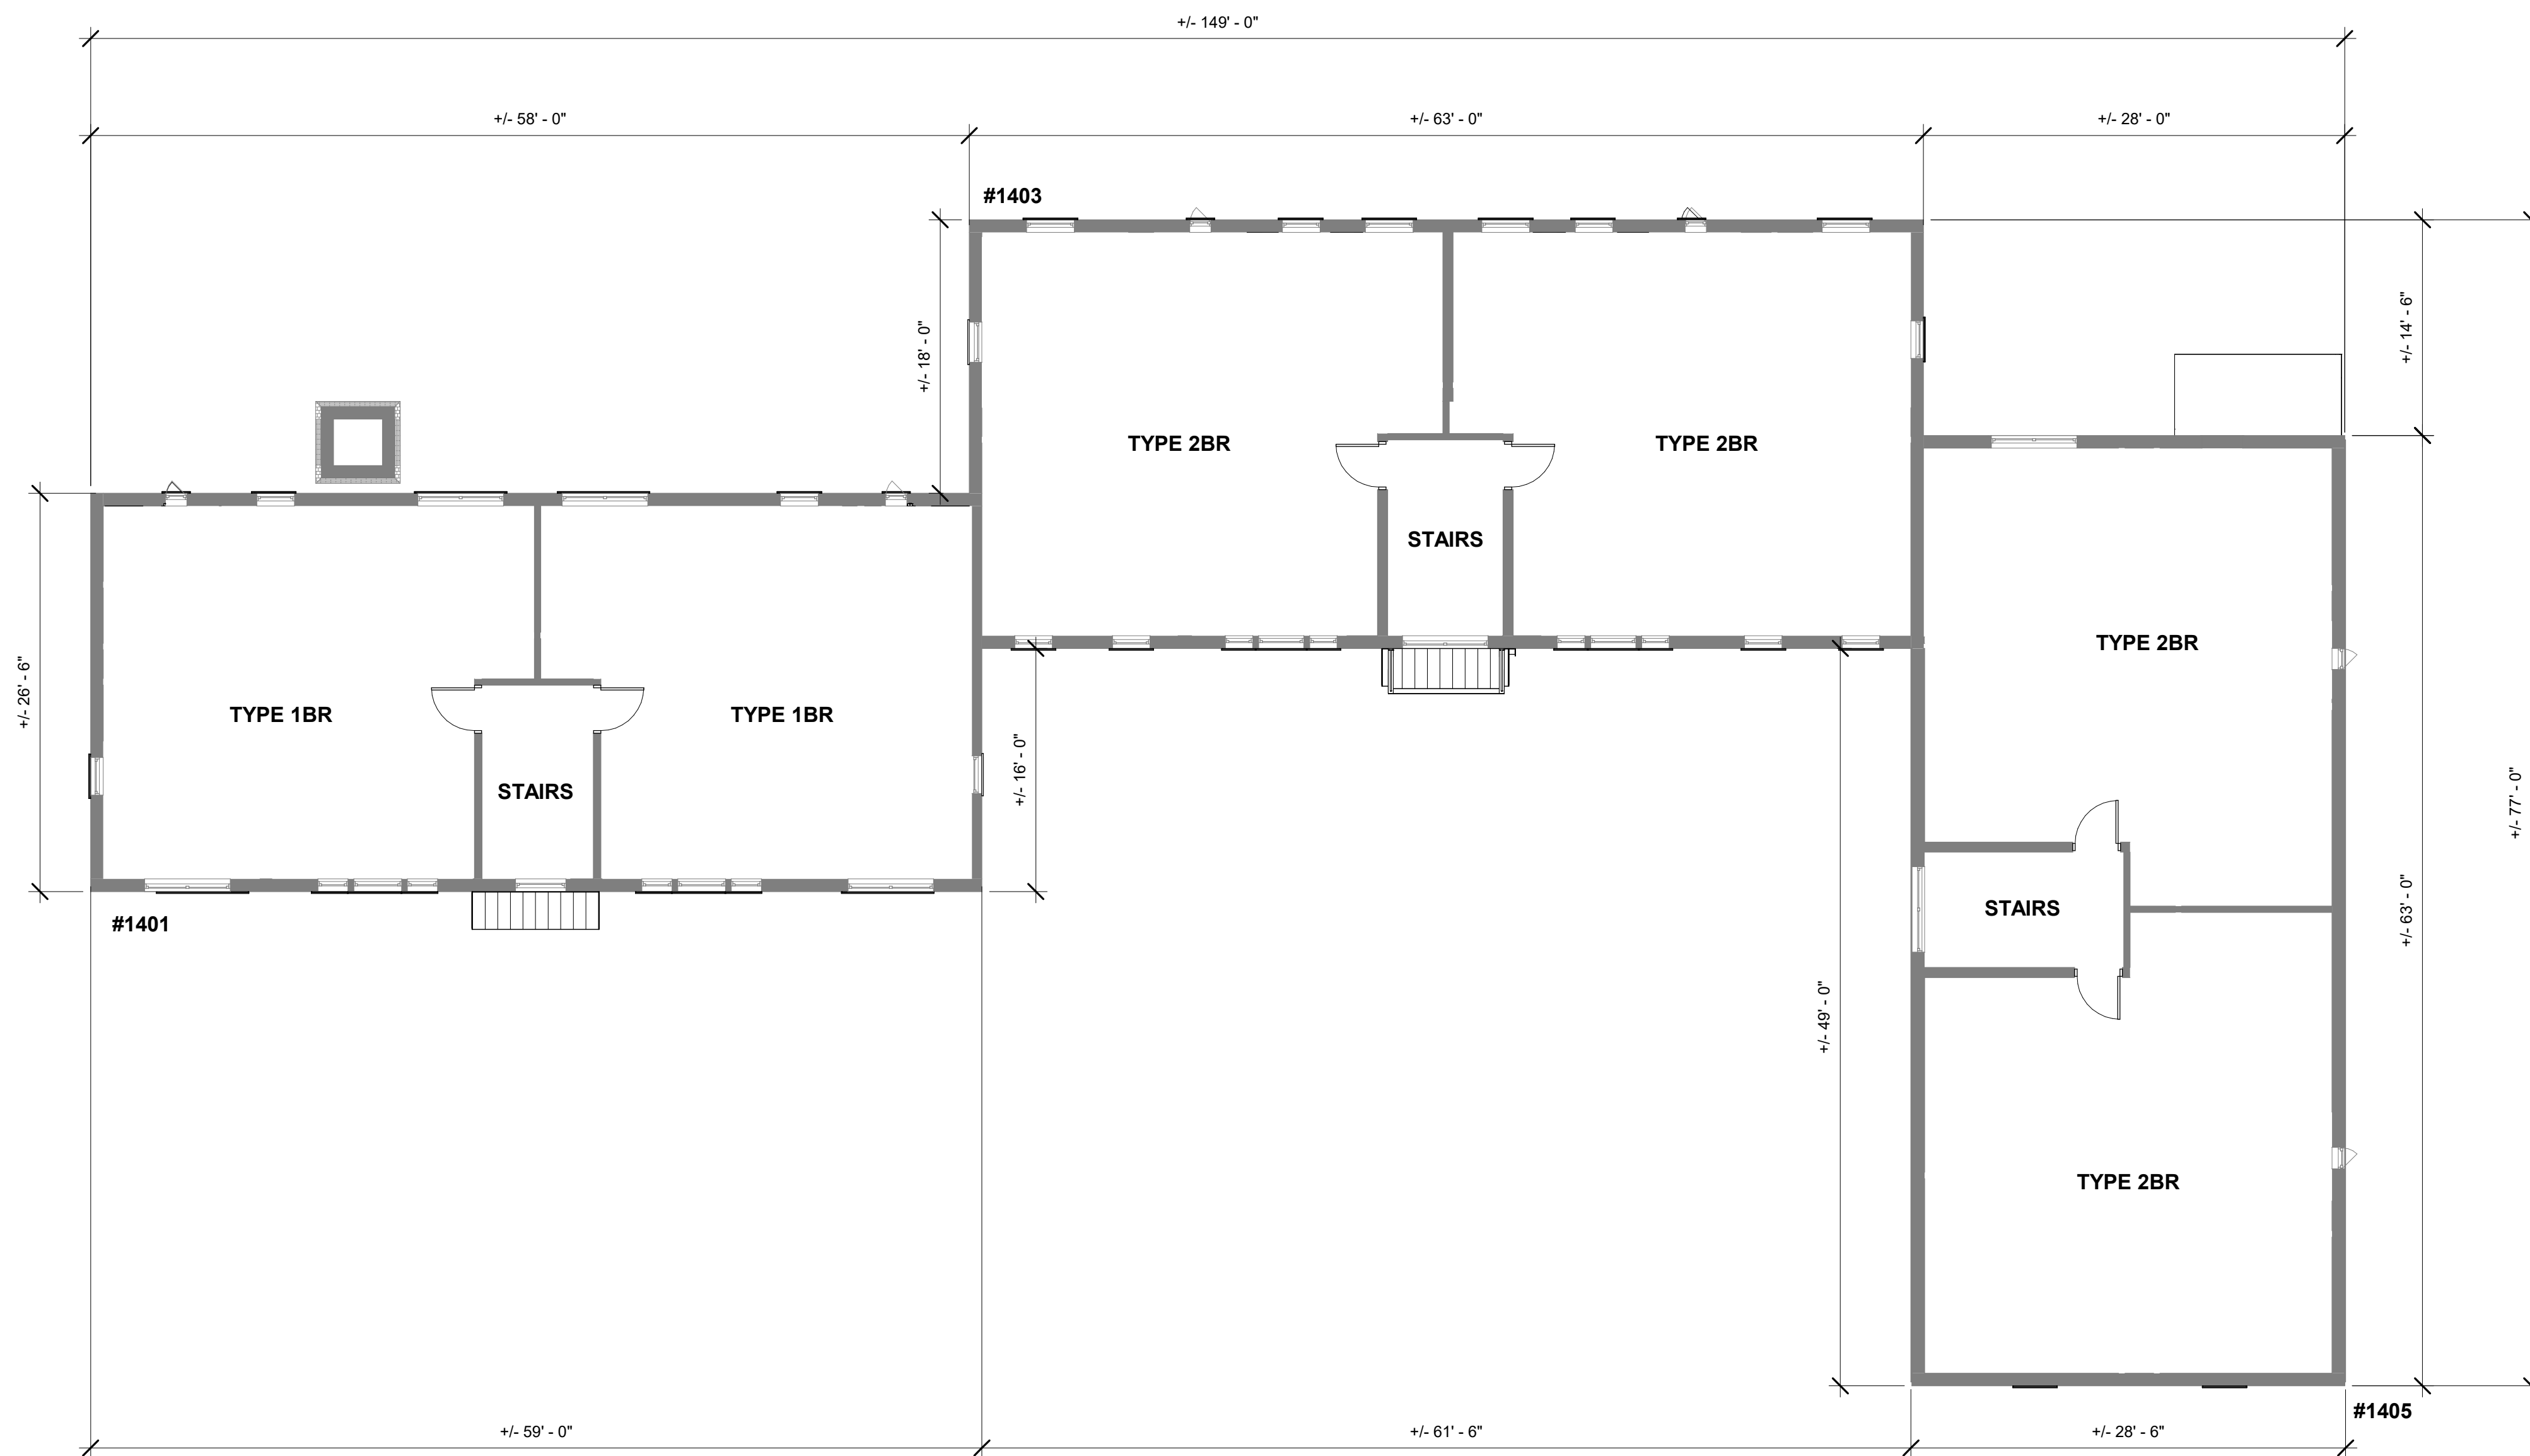 +/- 149' - 0"
+/- 58' - 0"
+/- 63' - 0"
+/- 28' - 0"
#1403
+/- 18' - 0"
+/- 14' - 6"
TYPE 2BR
TYPE 2BR
STAIRS
+/- 26' - 6"
TYPE 1BR
TYPE 1BR
STAIRS
+/- 16' - 0"
TYPE 2BR
+/- 77' - 0"
STAIRS
+/- 63' - 0"
#1401
+/- 49' - 0"
TYPE 2BR
#1405
+/- 59' - 0"
+/- 61' - 6"
+/- 28' - 6"